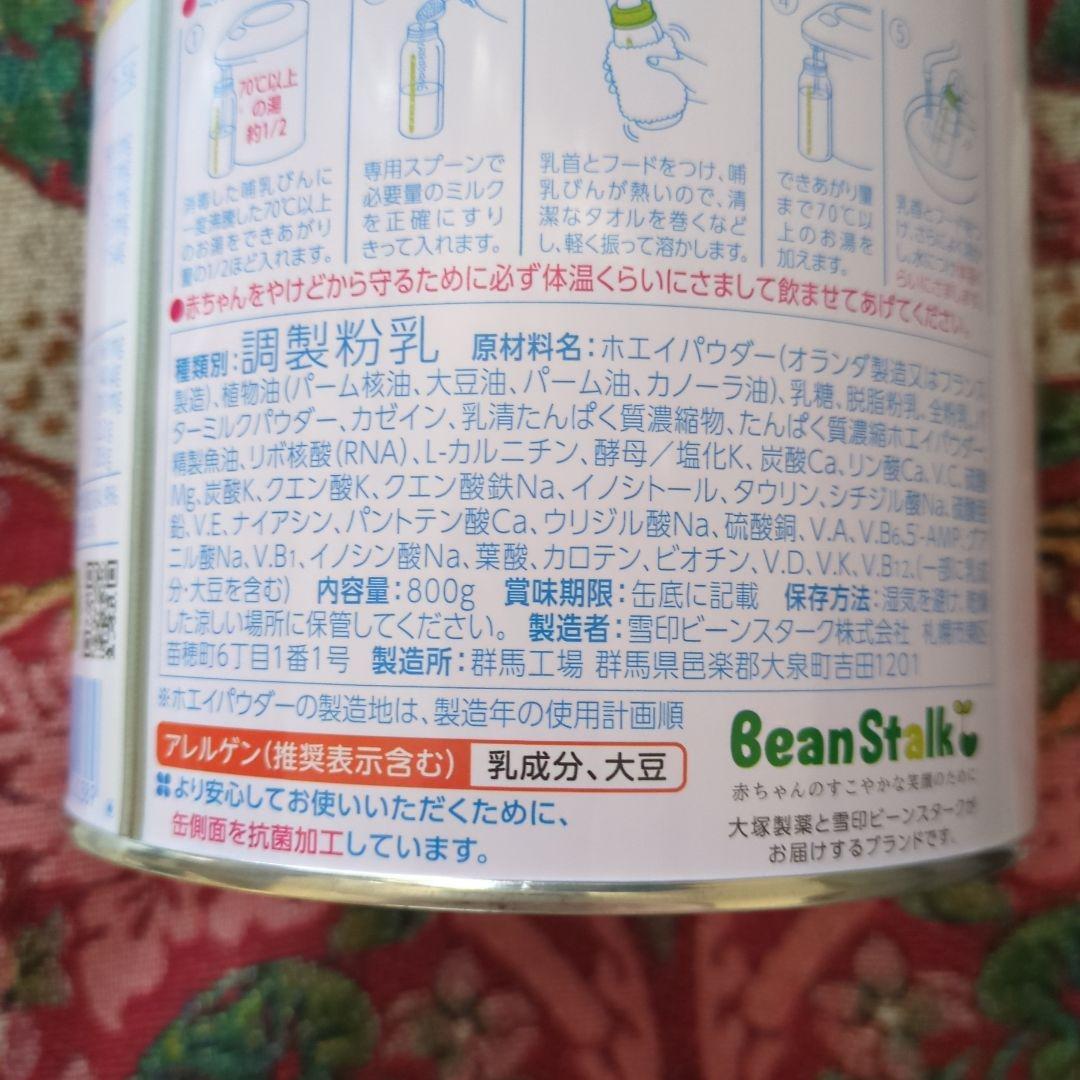 ①
70℃以上
の湯
約1/2
④
⑤
消毒した哺乳びんに
一度沸騰した70℃以上
のお湯をできあがり
量の1/2ほど入れます。
専用スプーンで
必要量のミルク
を正確にすり
きって入れます。
乳首とフードをつけ、哺
乳びんが熱いので、清
潔なタオルを巻くなど
し、軽く振って溶かします。
できあがり量
まで70℃以
上のお湯を
加えます。
●赤ちゃんをやけどから守るために必ず体温くらいにさまして飲ませてあげてください。
種類別:調製粉乳 原材料名:ホエイパウダー(オランダ製造又はフランス
製造)、植物油(パーム核油、大豆油、パーム油、カノーラ油)、乳糖、脱脂粉乳、全粉乳、バ
ターミルクパウダー、カゼイン、乳清たんぱく質濃縮物、たんぱく質濃縮ホエイパウダー、
精製魚油、リボ核酸(RNA)、L-カルニチン、酵母/塩化K、炭酸Ca、リン酸Ca、V.C、硫酸
Mg、炭酸K、クエン酸K、クエン酸鉄Na、イノシトール、タウリン、シチジル酸Na、硫酸亜
鉛、V.E、ナイアシン、パントテン酸Ca、ウリジル酸Na、硫酸銅、V.A、V.B6、5'-AMP、グア
ニル酸Na、V.B1、イノシン酸Na、葉酸、カロテン、ビオチン、V.D、V.K、V.B12、(一部に乳成
分・大豆を含む) 内容量:800g 賞味期限:缶底に記載 保存方法:湿気を避け、乾燥
した涼しい場所に保管してください。 製造者:雪印ビーンスターク株式会社 札幌市東区
苗穂町6丁目1番1号 製造所:群馬工場 群馬県邑楽郡大泉町吉田1201
※ホエイパウダーの製造地は、製造年の使用計画順
アレルゲン(推奨表示含む) 乳成分、大豆
より安心してお使いいただくために、
缶側面を抗菌加工しています。
BeanStalk
赤ちゃんのすこやかな笑顔のために
大塚製薬と雪印ビーンスタークが
お届けするブランドです。